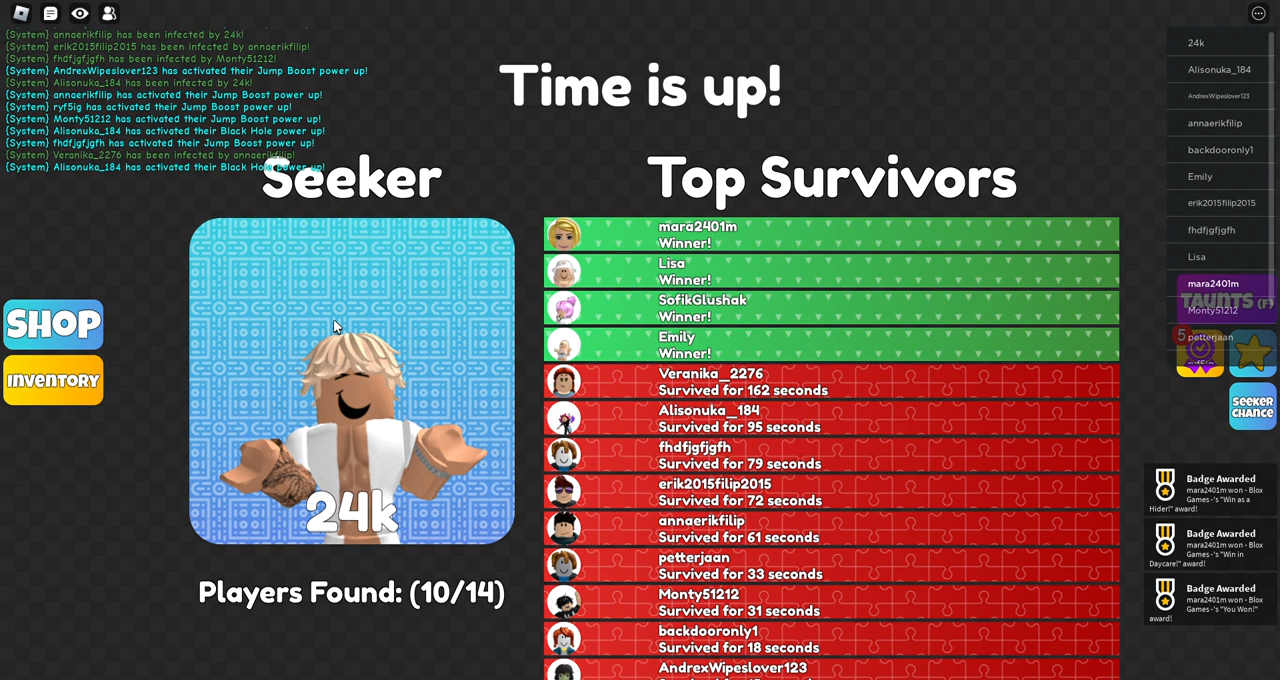 {System} annaerikfilip has been infected by 24k!
{System} erik2015filip2015 has been infected by annaerikfilip!
{System} fhdfjgfjgfh has been infected by Monty51212!
{System} AndrexWipeslover123 has activated their Jump Boost power up!
{System} Alisonuka_184 has been infected by 24k!
{System} annaerikfilip has activated their Jump Boost power up!
{System} ryf5ig has activated their Jump Boost power up!
{System} Monty51212 has activated their Jump Boost power up!
{System} Alisonuka_184 has activated their Black Hole power up!
{System} fhdfjgfjgfh has activated their Jump Boost power up!
{System} Veranika_2276 has been infected by annaerikfilip!
{System} Alisonuka_184 has activated their Black Hole power up!
Time is up!
Seeker
24k
Players Found: (10/14)
Top Survivors
mara2401m
Winner!
Lisa
Winner!
SofikGlushak
Winner!
Emily
Winner!
Veranika_2276
Survived for 162 seconds
Alisonuka_184
Survived for 95 seconds
fhdfjgfjgfh
Survived for 79 seconds
erik2015filip2015
Survived for 72 seconds
annaerikfilip
Survived for 61 seconds
petterjaan
Survived for 33 seconds
Monty51212
Survived for 31 seconds
backdooronly1
Survived for 18 seconds
AndrexWipeslover123
SHOP
INVENTORY
24k
Alisonuka_184
AndrexWipeslover123
annaerikfilip
backdooronly1
Emily
erik2015filip2015
fhdfjgfjgfh
Lisa
mara2401m
TAUNTS (F)
Monty51212
5
petterjaan
SEEKER
CHANCE
Badge Awarded
mara2401m won - Blox
Games -'s "Win as a
Hider!" award!
Badge Awarded
mara2401m won - Blox
Games -'s "Win in
Daycare!" award!
Badge Awarded
mara2401m won - Blox
Games -'s "You Won!"
award!